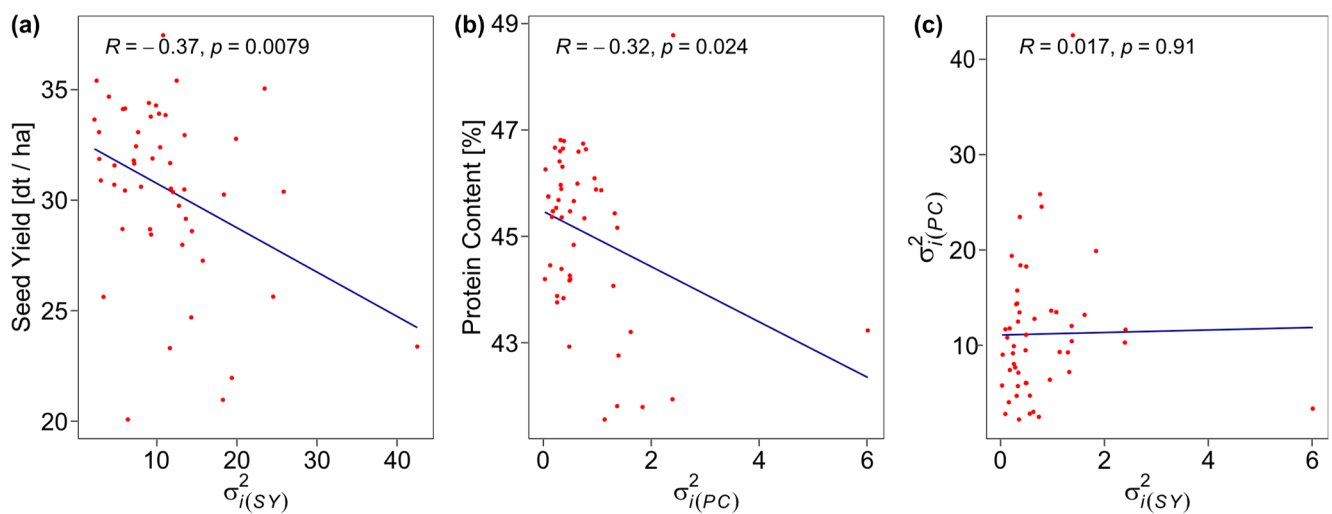 (a)
R = −0.37, p = 0.0079
Seed Yield [dt / ha]
35
30
25
20
10
20
30
40
σ²i(SY)
(b)
R = −0.32, p = 0.024
Protein Content [%]
49
47
45
43
0
2
4
6
σ²i(PC)
(c)
R = 0.017, p = 0.91
σ²i(PC)
40
30
20
10
0
0
2
4
6
σ²i(SY)